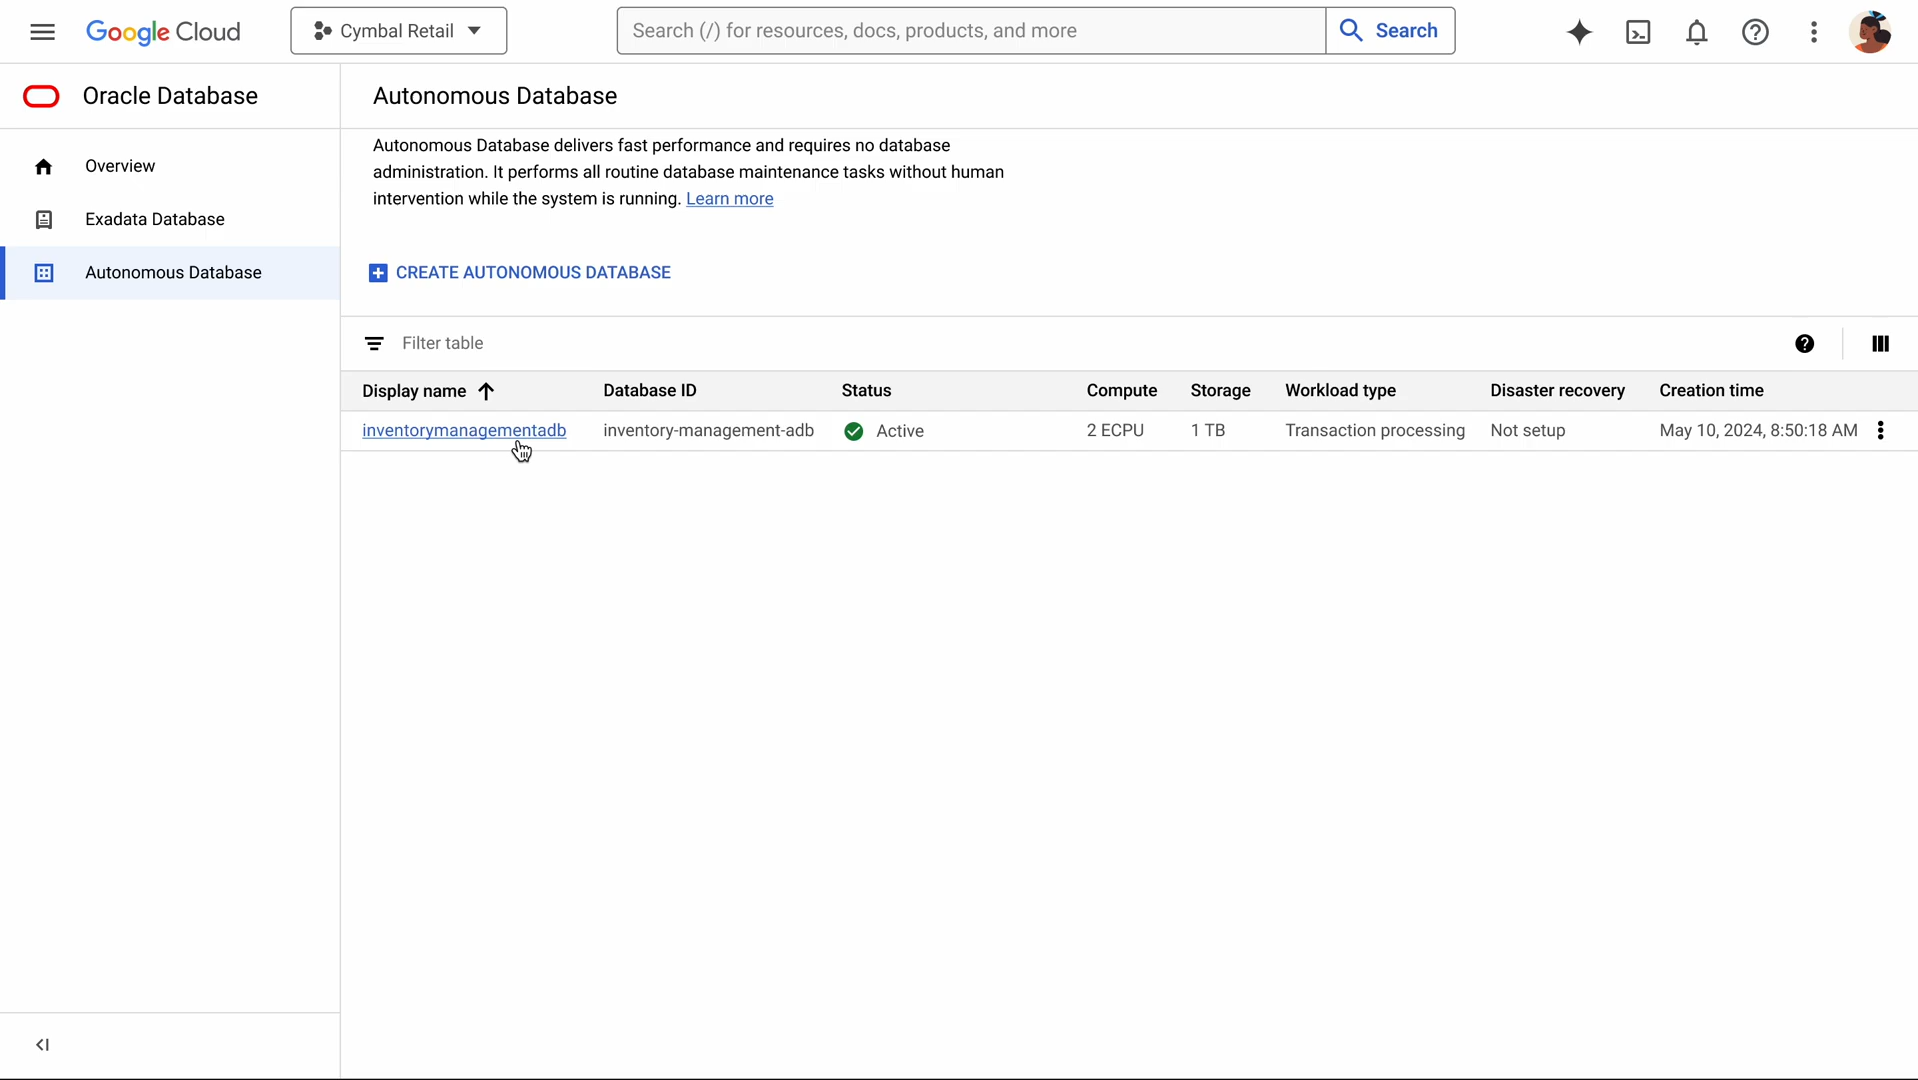 Google Cloud
Cymbal Retail
Search (/) for resources, docs, products, and more
Search
Oracle Database
Autonomous Database
Overview
Exadata Database
Autonomous Database
Autonomous Database delivers fast performance and requires no database
administration. It performs all routine database maintenance tasks without human
intervention while the system is running. Learn more
CREATE AUTONOMOUS DATABASE
Filter table
Display name Database ID Status Compute Storage Workload type Disaster recovery Creation time
inventorymanagementadb inventory-management-adb Active 2 ECPU 1 TB Transaction processing Not setup May 10, 2024, 8:50:18 AM